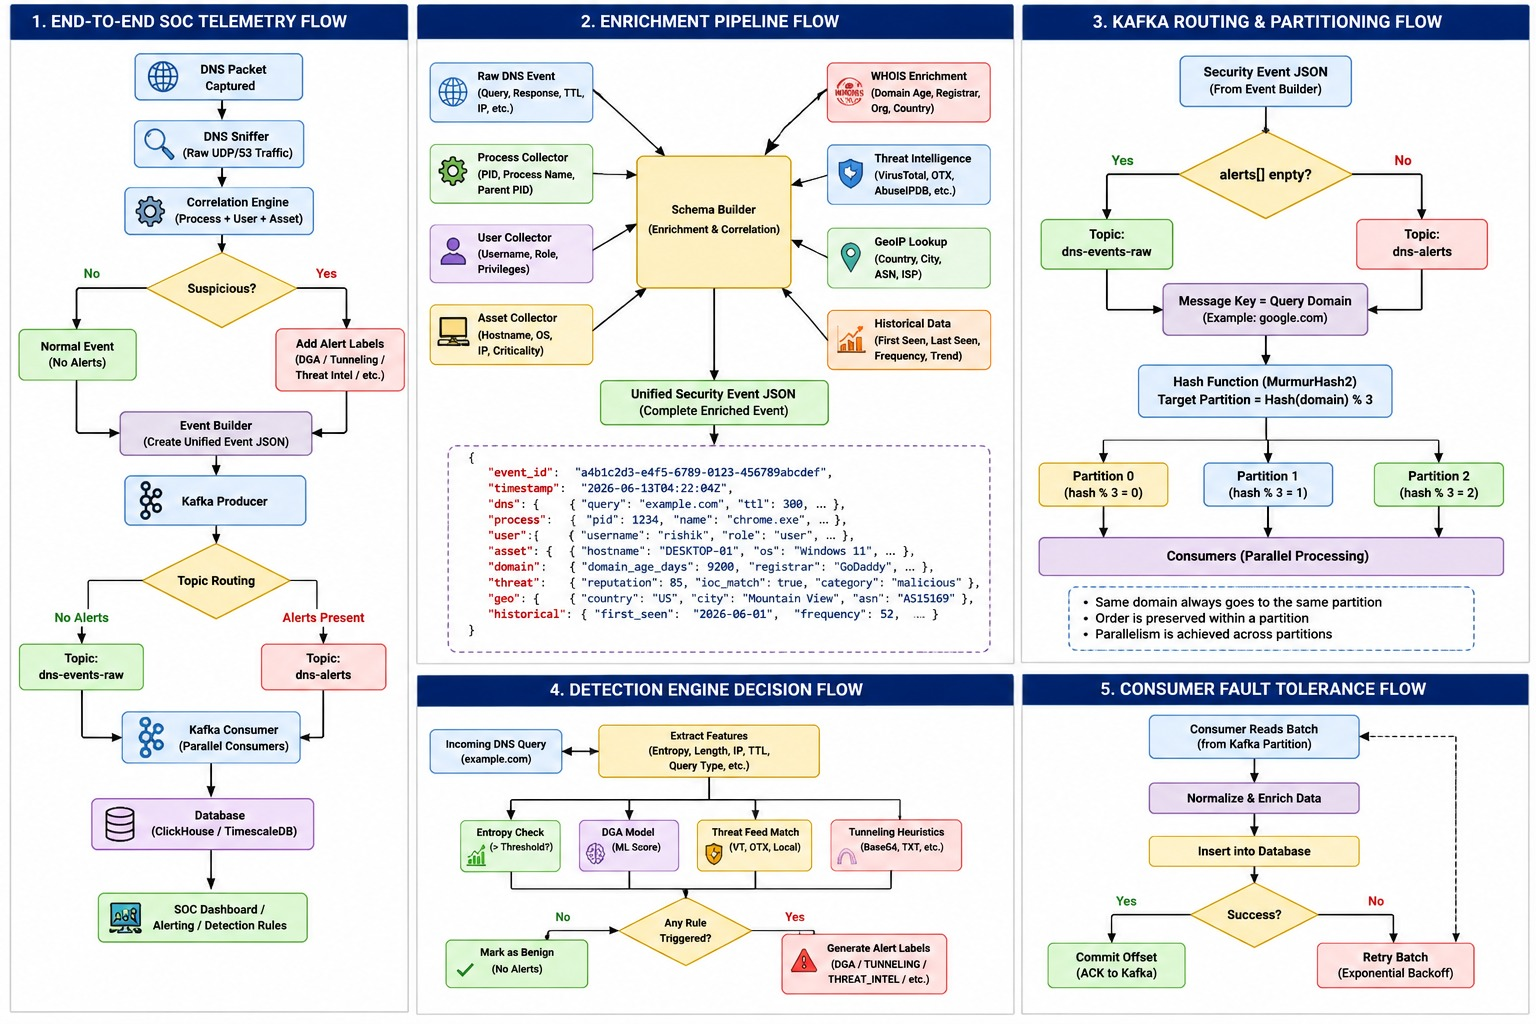 1. END-TO-END SOC TELEMETRY FLOW
DNS Packet
Captured
DNS Sniffer
(Raw UDP/53 Traffic)
Correlation Engine
(Process + User + Asset)
Suspicious?
No
Yes
Normal Event
(No Alerts)
Add Alert Labels
(DGA / Tunneling /
Threat Intel / etc.)
Event Builder
(Create Unified Event JSON)
Kafka Producer
Topic Routing
No Alerts
Alerts Present
Topic:
dns-events-raw
Topic:
dns-alerts
Kafka Consumer
(Parallel Consumers)
Database
(ClickHouse / TimescaleDB)
SOC Dashboard /
Alerting / Detection Rules
2. ENRICHMENT PIPELINE FLOW
Raw DNS Event
(Query, Response, TTL,
IP, etc.)
Process Collector
(PID, Process Name,
Parent PID)
User Collector
(Username, Role,
Privileges)
Asset Collector
(Hostname, OS,
IP, Criticality)
Schema Builder
(Enrichment & Correlation)
WHOIS Enrichment
(Domain Age, Registrar,
Org, Country)
Threat Intelligence
(VirusTotal, OTX,
AbuseIPDB, etc.)
GeoIP Lookup
(Country, City,
ASN, ISP)
Historical Data
(First Seen, Last Seen,
Frequency, Trend)
Unified Security Event JSON
(Complete Enriched Event)
{
"event_id": "a4b1c2d3-e4f5-6789-0123-456789abcdef",
"timestamp": "2026-06-13T04:22:04Z",
"dns": { { "query": "example.com", "ttl": 300, … },
"process": { "pid": 1234, "name": "chrome.exe", … },
"user":{ { "username": "rishik", "role": "user", … },
"asset": { { "hostname": "DESKTOP-01", "os": "Windows 11", … },
"domain": { "domain_age_days": 9200, "registrar": "GoDaddy, … },
"threat": { "reputation": 85, "ioc_match": true, "category": "malicious" },
"geo": { { "country": "US", "city": "Mountain View", "asn": "AS15169" },
"historical": { "first_seen": "2026-06-01", "frequency": 52, … }
}
3. KAFKA ROUTING & PARTITIONING FLOW
Security Event JSON
(From Event Builder)
alerts[] enpty?
Yes
No
Topic:
dns-events-raw
Topic:
dns-alerts
Message Key = Query Domain
(Example: google.com)
Hash Function (MurmurHash2)
Target Partition = Hash(domain) % 3
Partition 0
(hash % 3 = 0)
Partition 1
(hash % 3 = 1)
Partition 2
(hash % 3 = 2)
Consumers (Parallel Processing)
• Same domain always goes to the same partition
• Order is preserved within a partition
• Parallelism is achieved across partitions
4. DETECTION ENGINE DECISION FLOW
Incoming DNS Query
(example.com)
Extract Features
(Entropy, Length, IP, TTL,
Query Type, etc.)
Entropy Check
(> Threshold?)
DGA Model
(ML Score)
Threat Feed Match
(VT, OTX, Local)
Tunneling Heuristics
(Base64, TXT, etc.)
Any Rule
Triggered?
No
Yes
Mark as Benign
(No Alerts)
Generate Alert Labels
(DGA / TUNNELING /
THREAT_INTEL / etc.)
5. CONSUMER FAULT TOLERANCE FLOW
Consumer Reads Batch
(from Kafka Partition)
Normalize & Enrich Data
Insert into Database
Success?
Yes
No
Commit Offset
(ACK to Kafka)
Retry Batch
(Exponential Backoff)